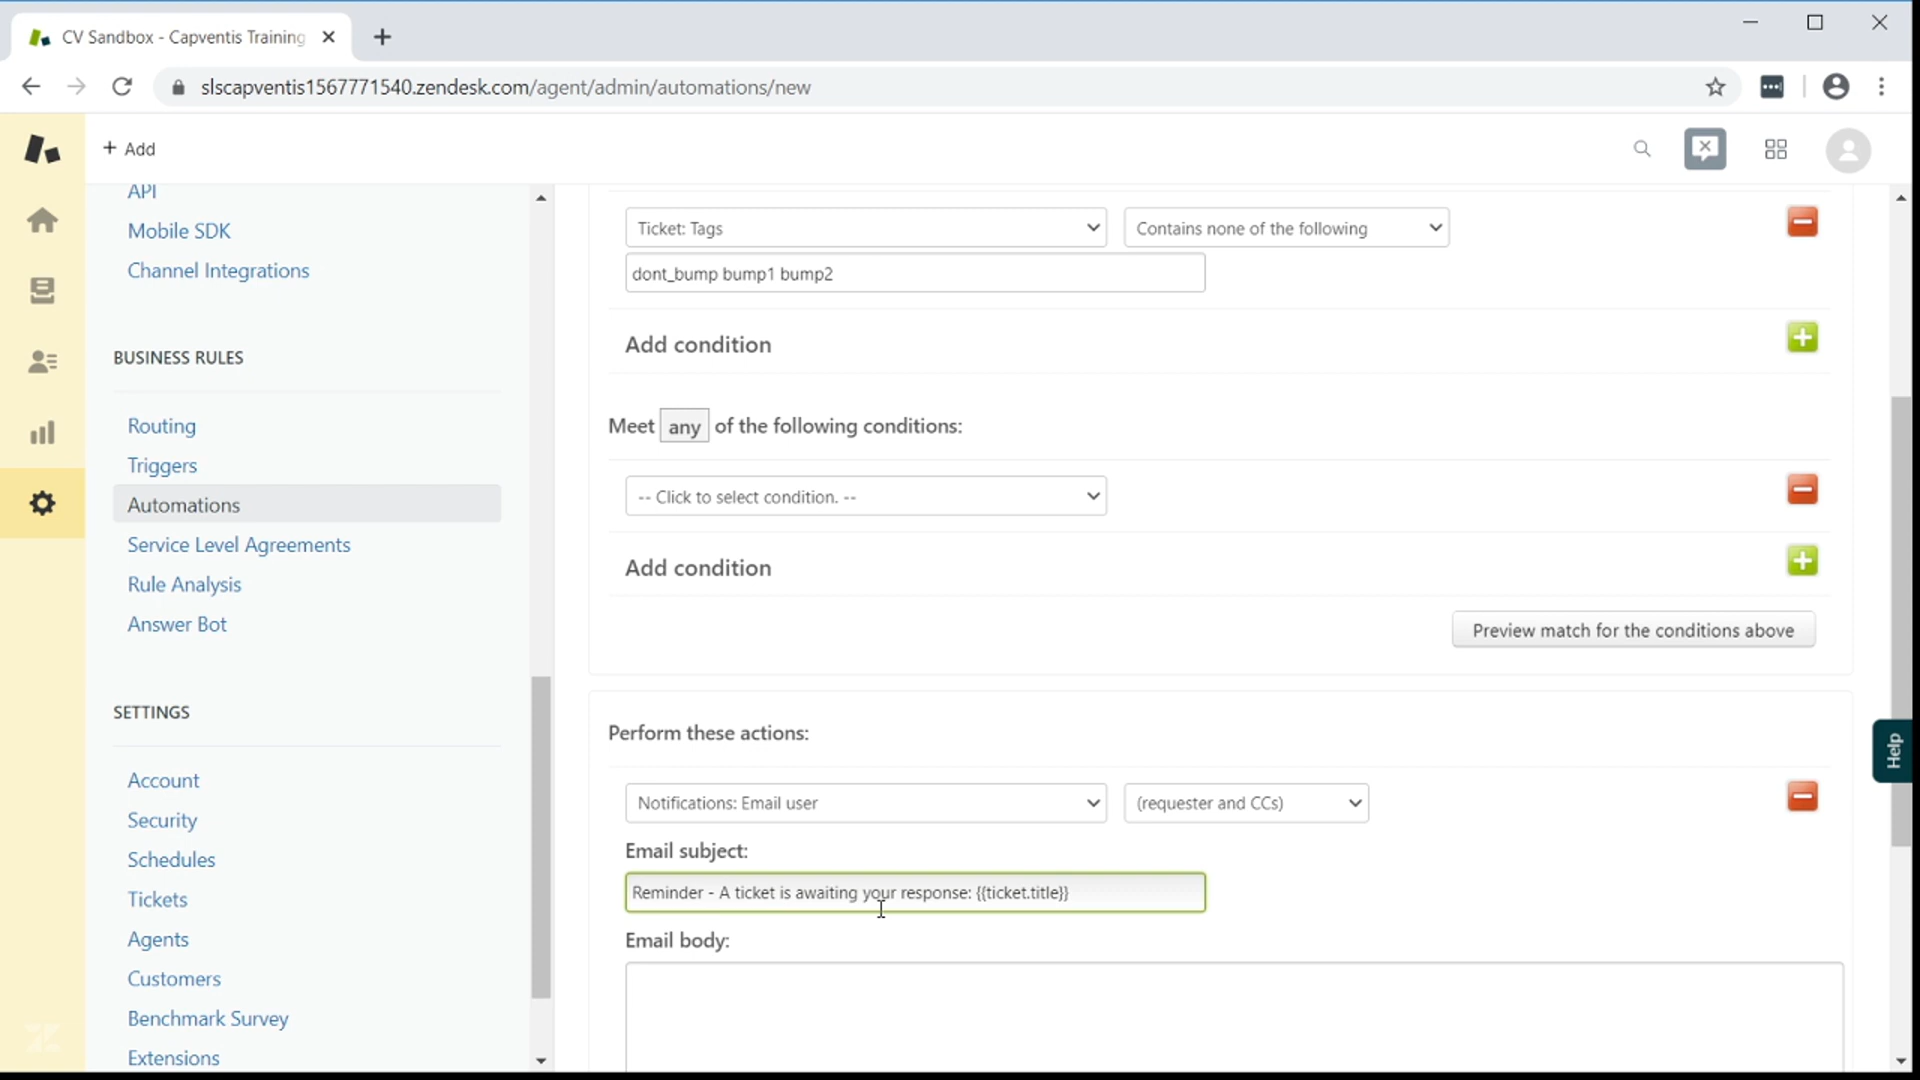 CV Sandbox - Capventis Training
slscapventis1567771540.zendesk.com/agent/admin/automations/new
+ Add
API
Mobile SDK
Channel Integrations
BUSINESS RULES
Routing
Triggers
Automations
Service Level Agreements
Rule Analysis
Answer Bot
SETTINGS
Account
Security
Schedules
Tickets
Agents
Customers
Benchmark Survey
Extensions
Ticket: Tags
Contains none of the following
dont_bump bump1 bump2
Add condition
Meet any of the following conditions:
-- Click to select condition. --
Add condition
Preview match for the conditions above
Perform these actions:
Notifications: Email user
(requester and CCs)
Email subject:
Reminder - A ticket is awaiting your response: {{ticket.title}}
Email body:
Help